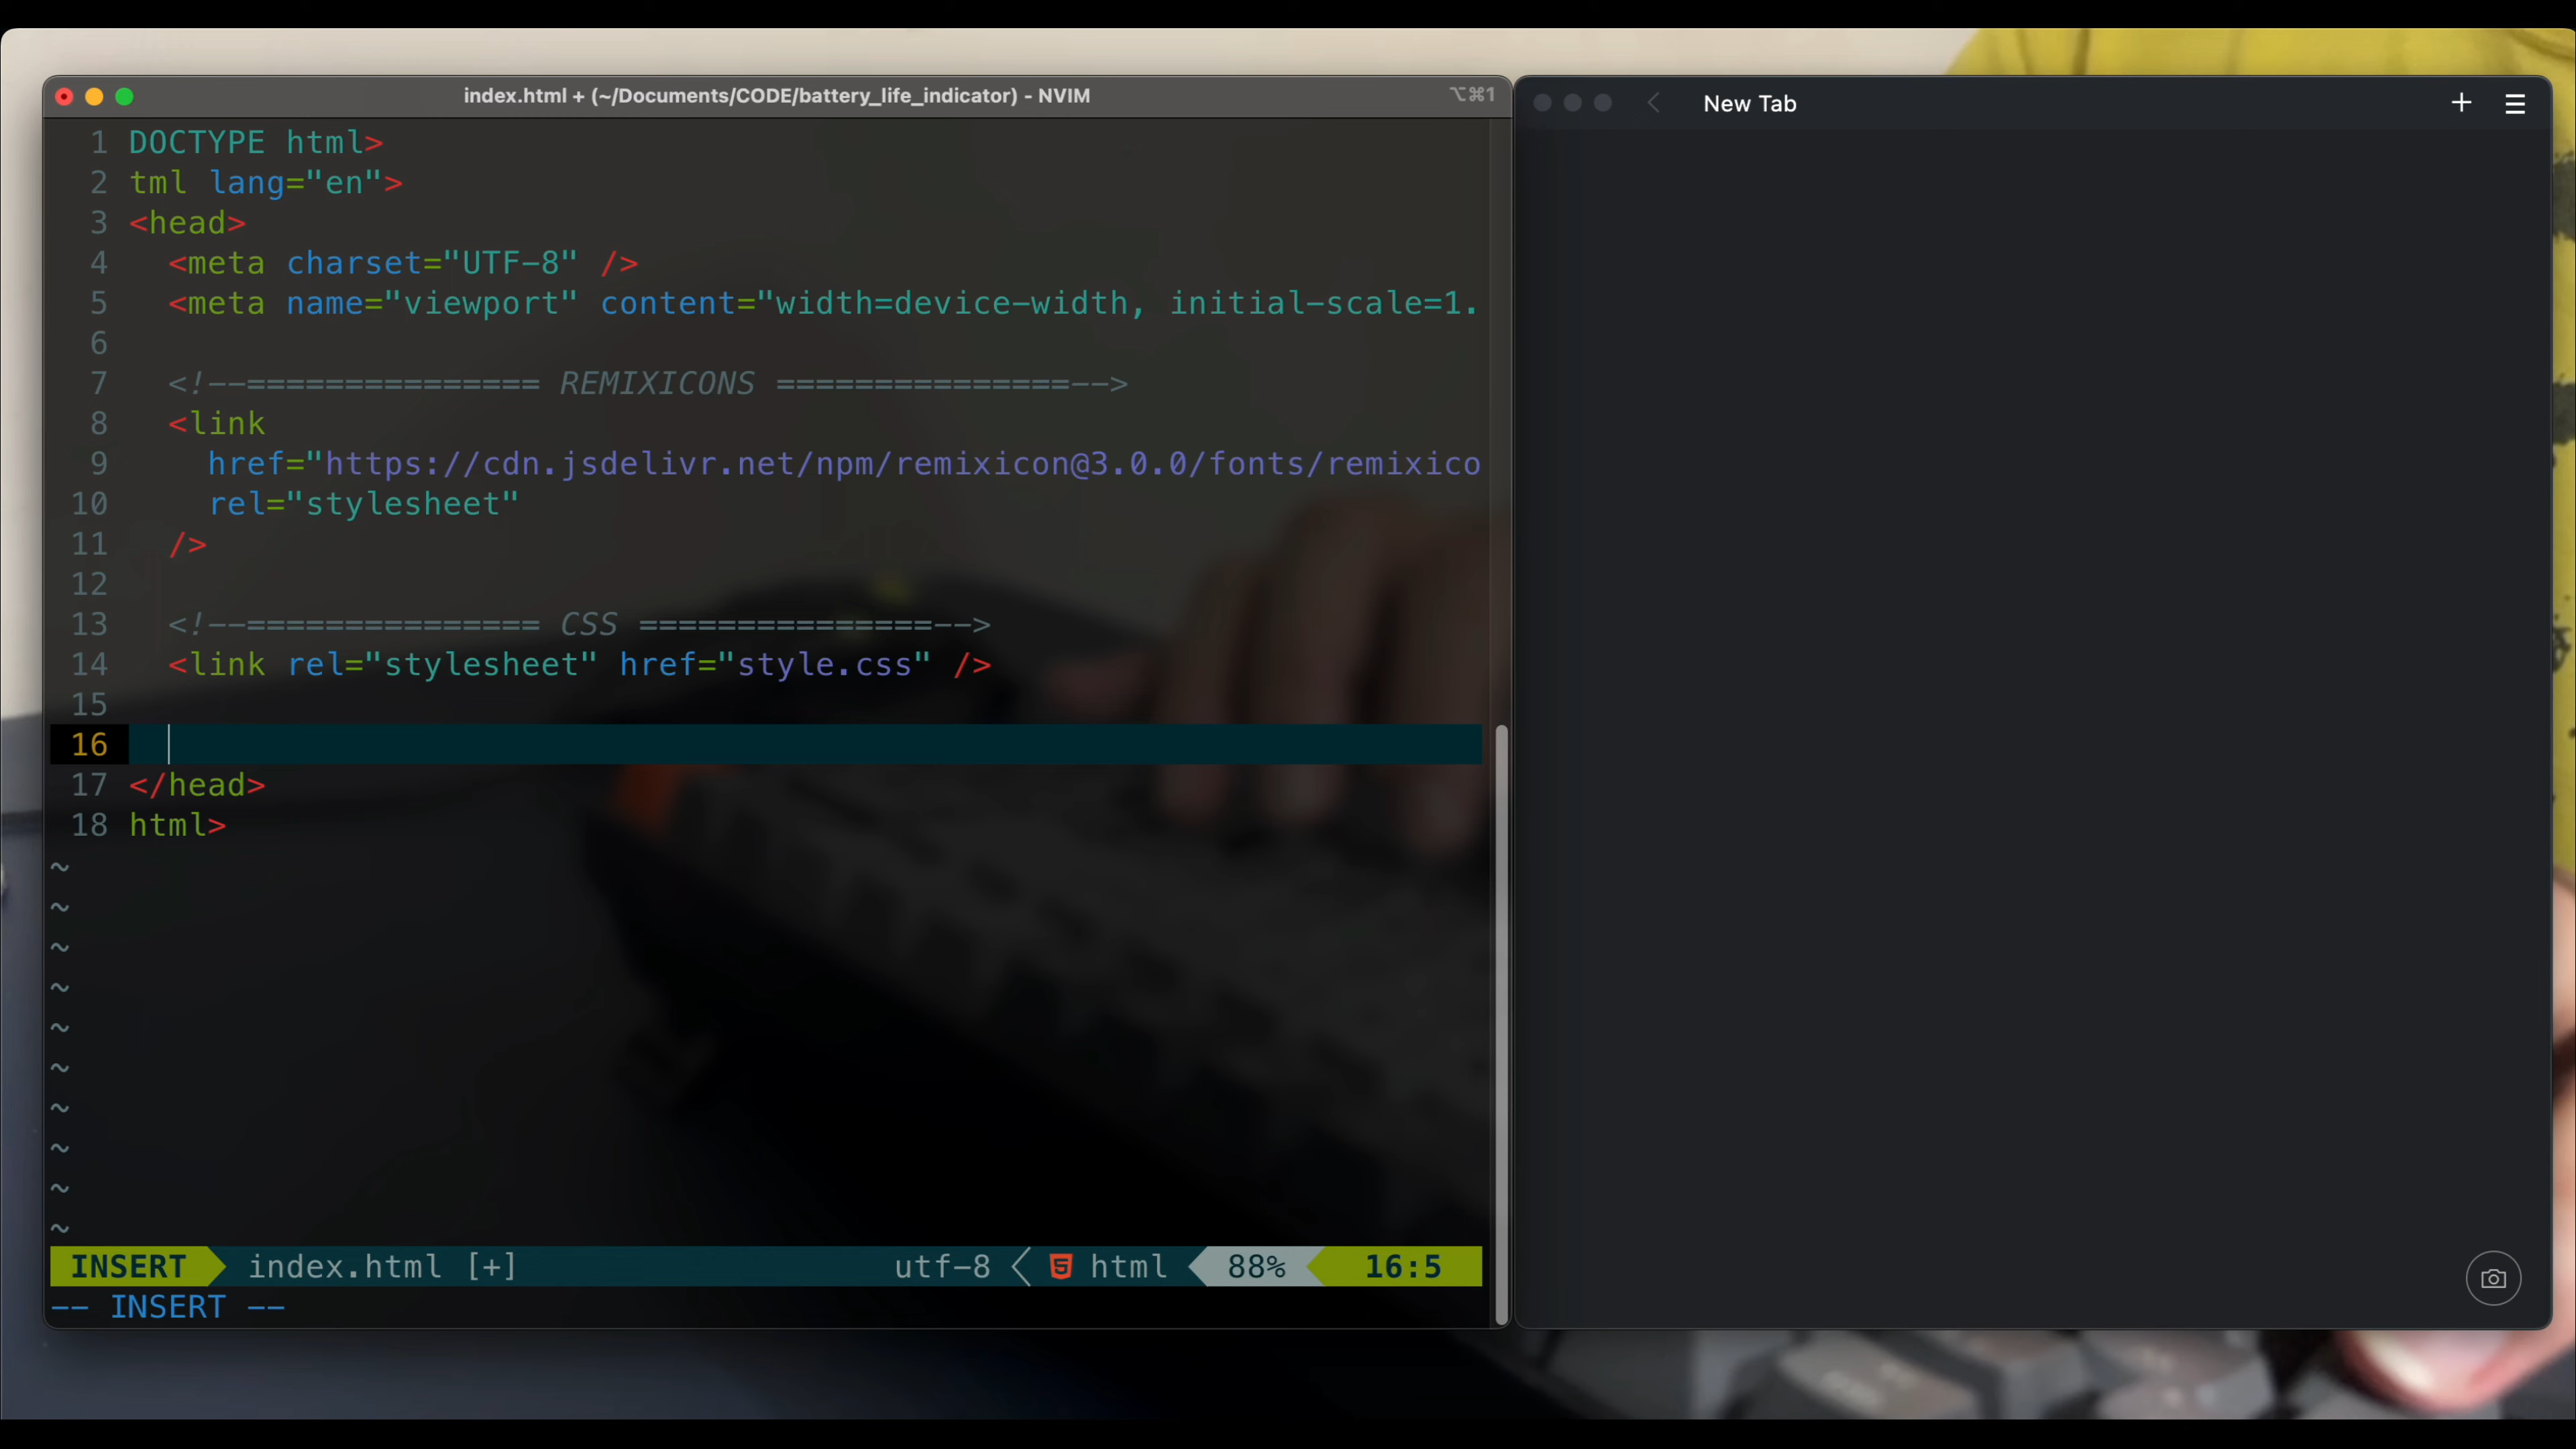 index.html + (~/Documents/CODE/battery_life_indicator) - NVIM
⌥⌘1
1 DOCTYPE html>
2 tml lang="en">
3 <head>
4 <meta charset="UTF-8" />
5 <meta name="viewport" content="width=device-width, initial-scale=1.
6
7 <!--=============== REMIXICONS ===============-->
8 <link
9 href="https://cdn.jsdelivr.net/npm/remixicon@3.0.0/fonts/remixico
10 rel="stylesheet"
11 />
12
13 <!--=============== CSS ===============-->
14 <link rel="stylesheet" href="style.css" />
15
16
17 </head>
18 html>
~
~
~
~
~
~
~
~
~
~
INSERT index.html [+] utf-8 html 88% 16:5
-- INSERT --
New Tab